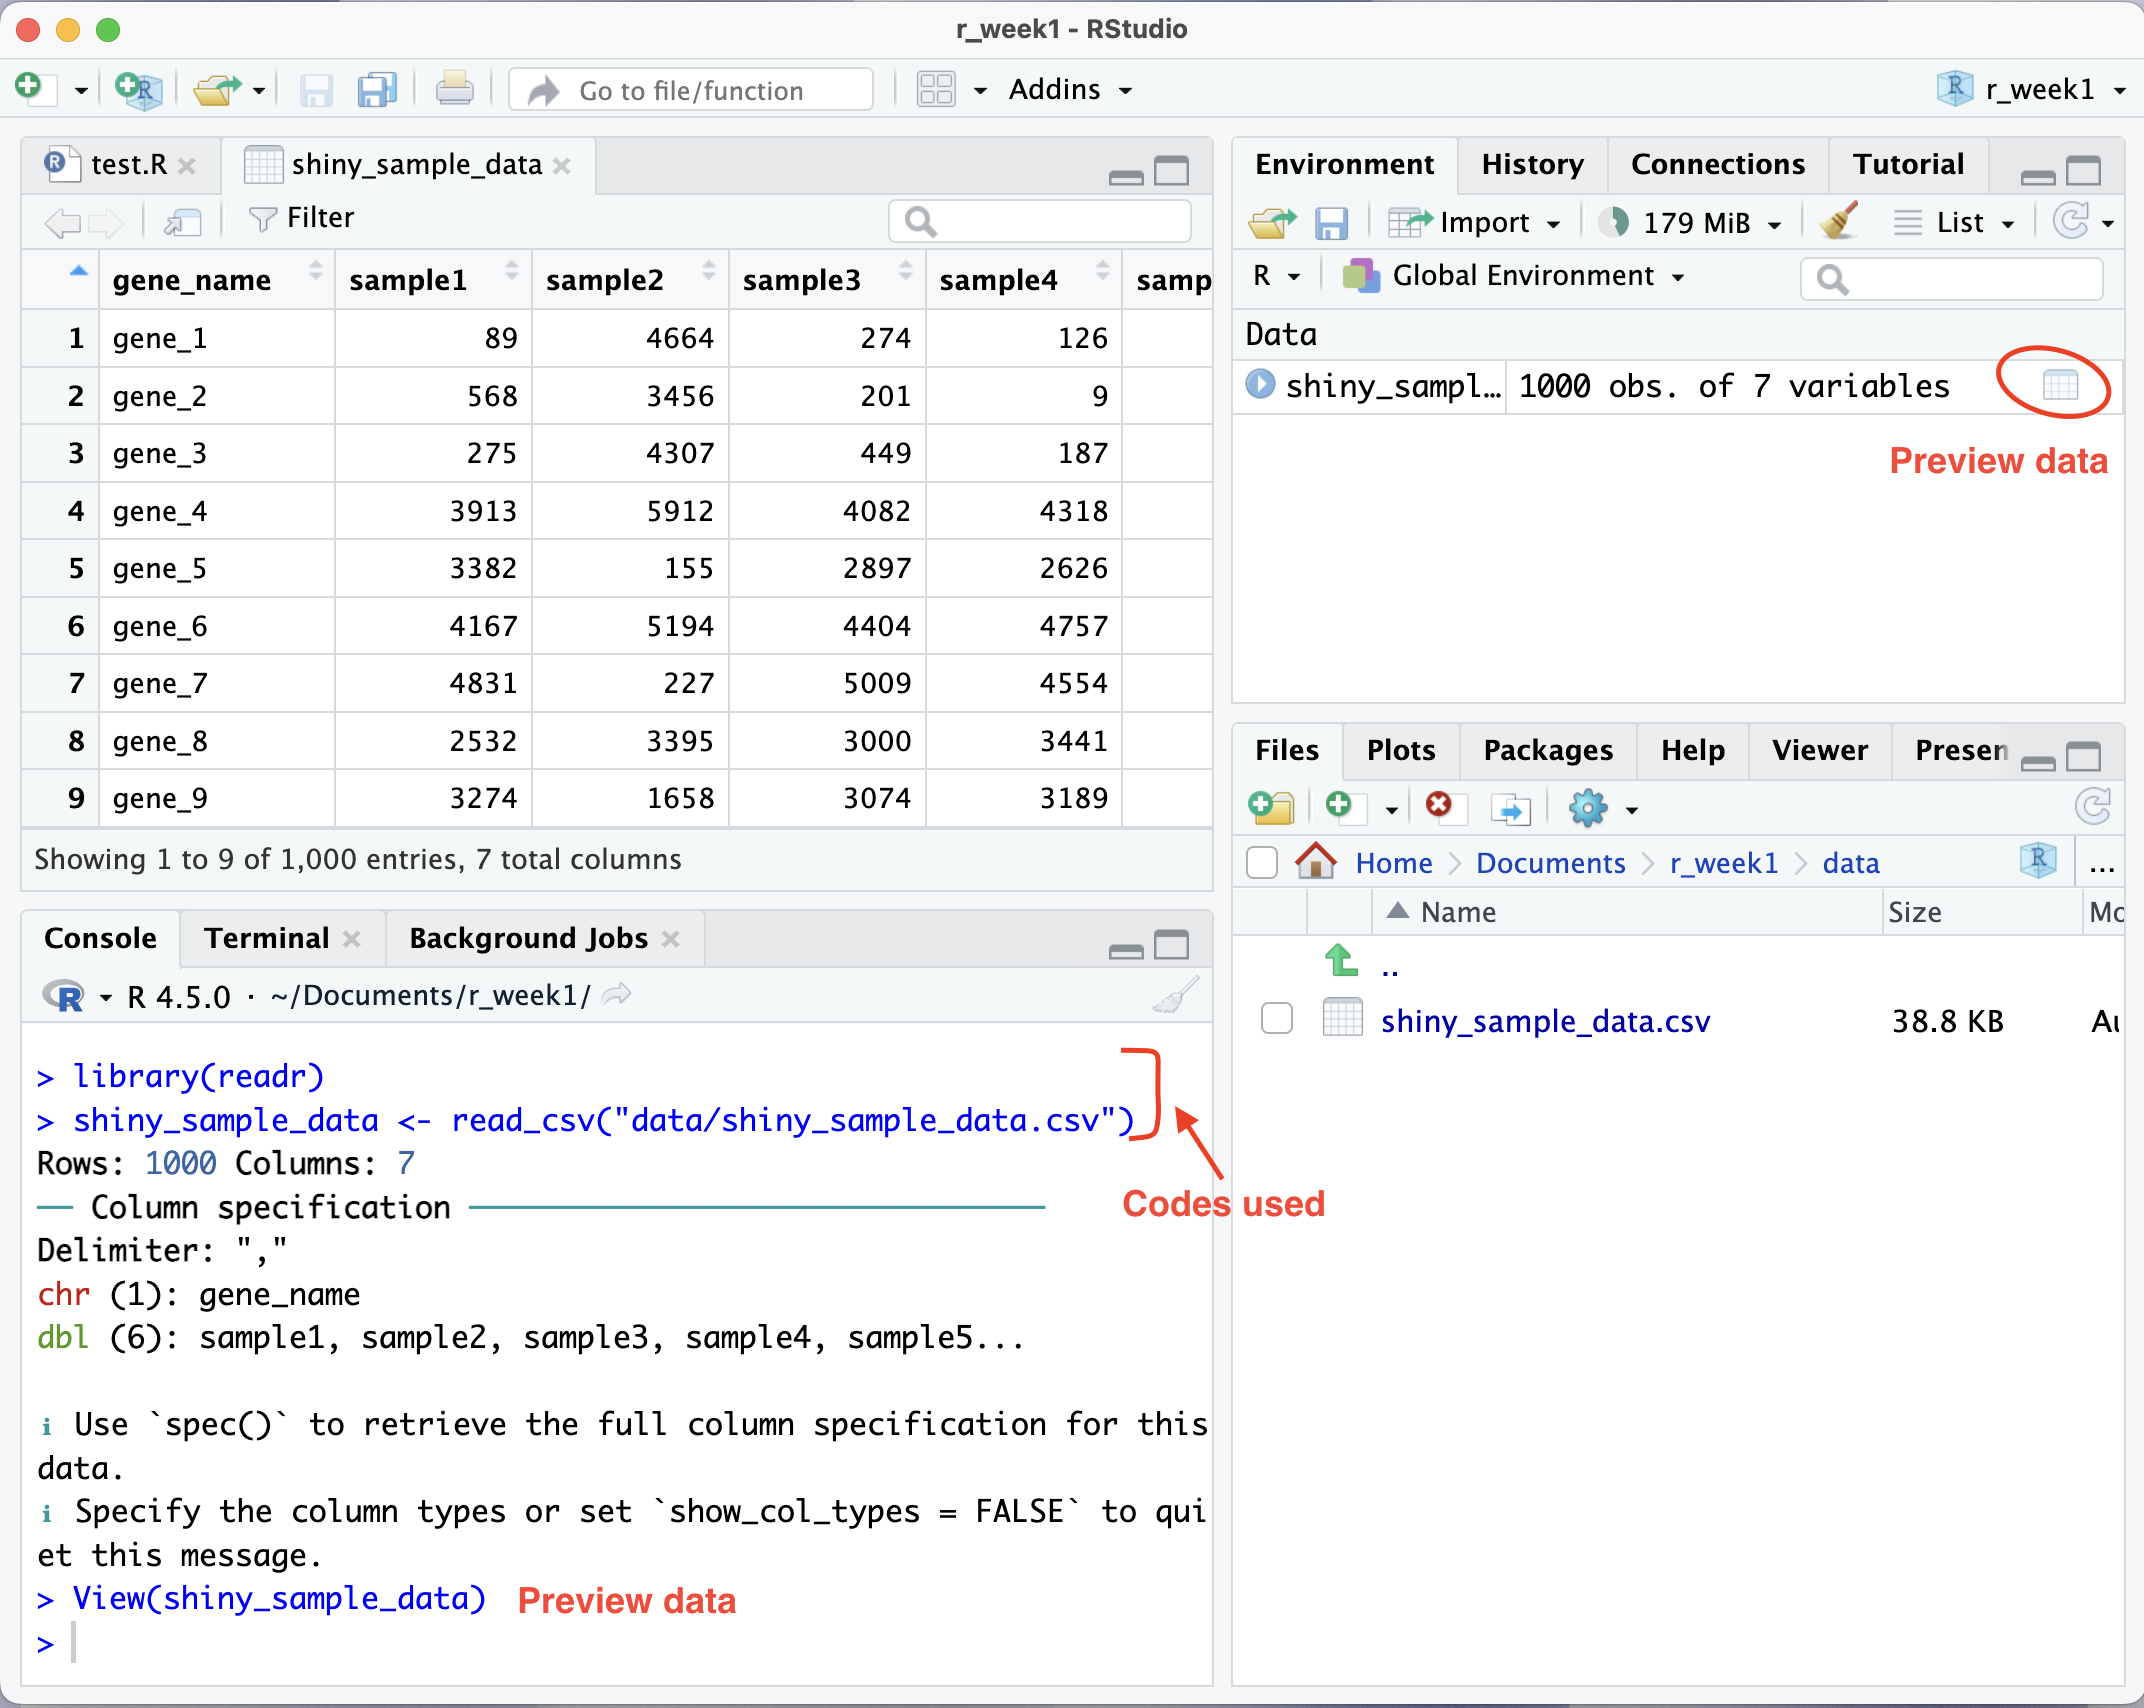 r_week1 - RStudio
Go to file/function
Addins
r_week1
test.R
shiny_sample_data
Filter
gene_name sample1 sample2 sample3 sample4 samp
1 gene_1 89 4664 274 126
2 gene_2 568 3456 201 9
3 gene_3 275 4307 449 187
4 gene_4 3913 5912 4082 4318
5 gene_5 3382 155 2897 2626
6 gene_6 4167 5194 4404 4757
7 gene_7 4831 227 5009 4554
8 gene_8 2532 3395 3000 3441
9 gene_9 3274 1658 3074 3189
Showing 1 to 9 of 1,000 entries, 7 total columns
Console Terminal Background Jobs
R 4.5.0 · ~/Documents/r_week1/
> library(readr)
> shiny_sample_data <- read_csv("data/shiny_sample_data.csv")
Rows: 1000 Columns: 7
── Column specification ────────────────
Delimiter: ","
chr (1): gene_name
dbl (6): sample1, sample2, sample3, sample4, sample5...
ℹ Use `spec()` to retrieve the full column specification for this
data.
ℹ Specify the column types or set `show_col_types = FALSE` to qui
et this message.
> View(shiny_sample_data)
Preview data
>
Codes used
Environment History Connections Tutorial
Import 179 MiB List
R Global Environment
Data
shiny_sampl… 1000 obs. of 7 variables
Preview data
Files Plots Packages Help Viewer Presen
Home Documents r_week1 data ...
Name Size Mo
..
shiny_sample_data.csv 38.8 KB Au